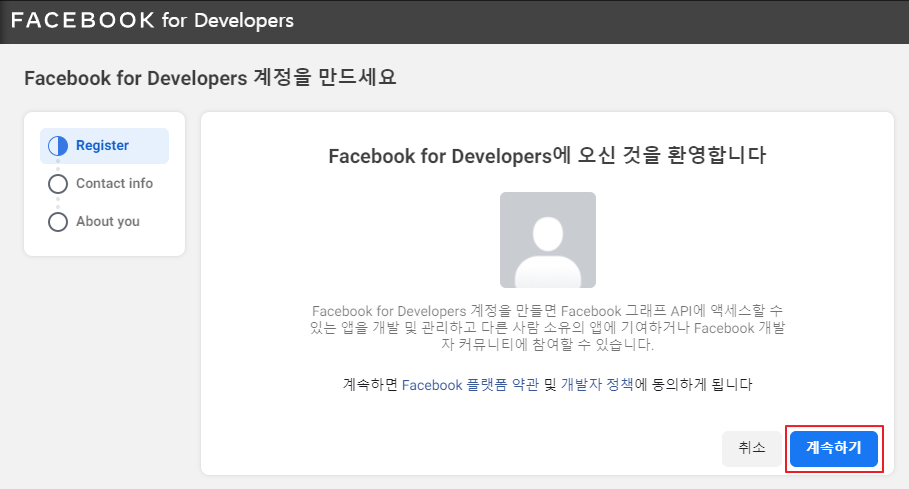 FACEBOOK for Developers
Facebook for Developers 계정을 만드세요
Register
Contact info
About you
Facebook for Developers에 오신 것을 환영합니다
Facebook for Developers 계정을 만들면 Facebook 그래프 API에 액세스할 수
있는 앱을 개발 및 관리하고 다른 사람 소유의 앱에 기여하거나 Facebook 개발
자 커뮤니티에 참여할 수 있습니다.
계속하면 Facebook 플랫폼 약관 및 개발자 정책에 동의하게 됩니다
취소
계속하기